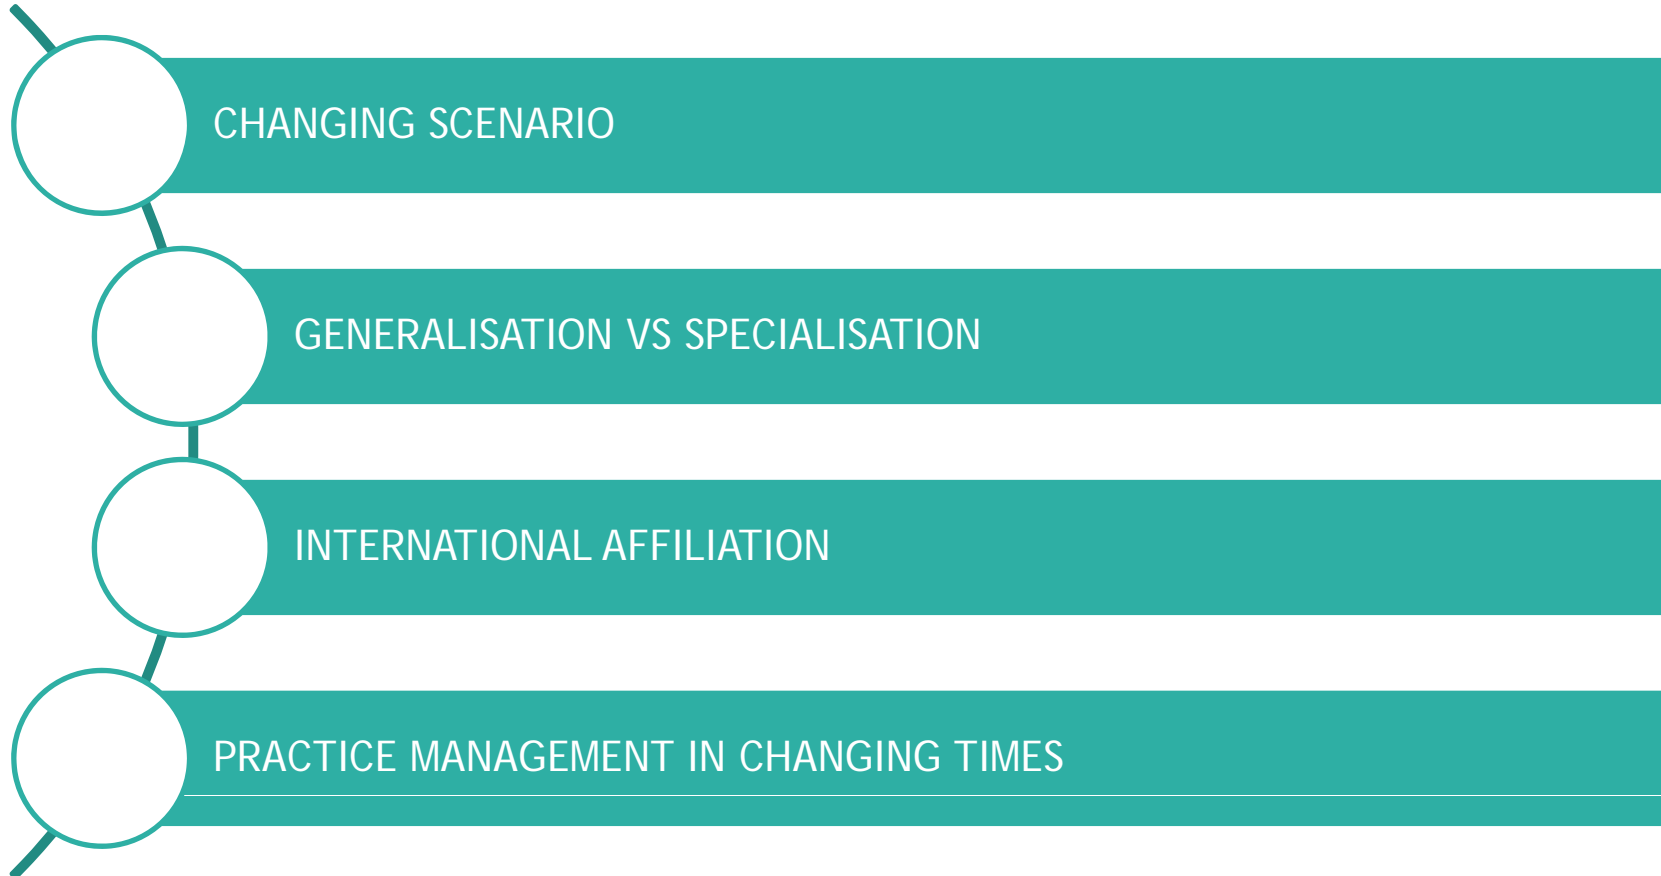 CHANGING SCENARIO
GENERALISATION VS SPECIALISATION
INTERNATIONAL AFFILIATION
PRACTICE MANAGEMENT IN CHANGING TIMES